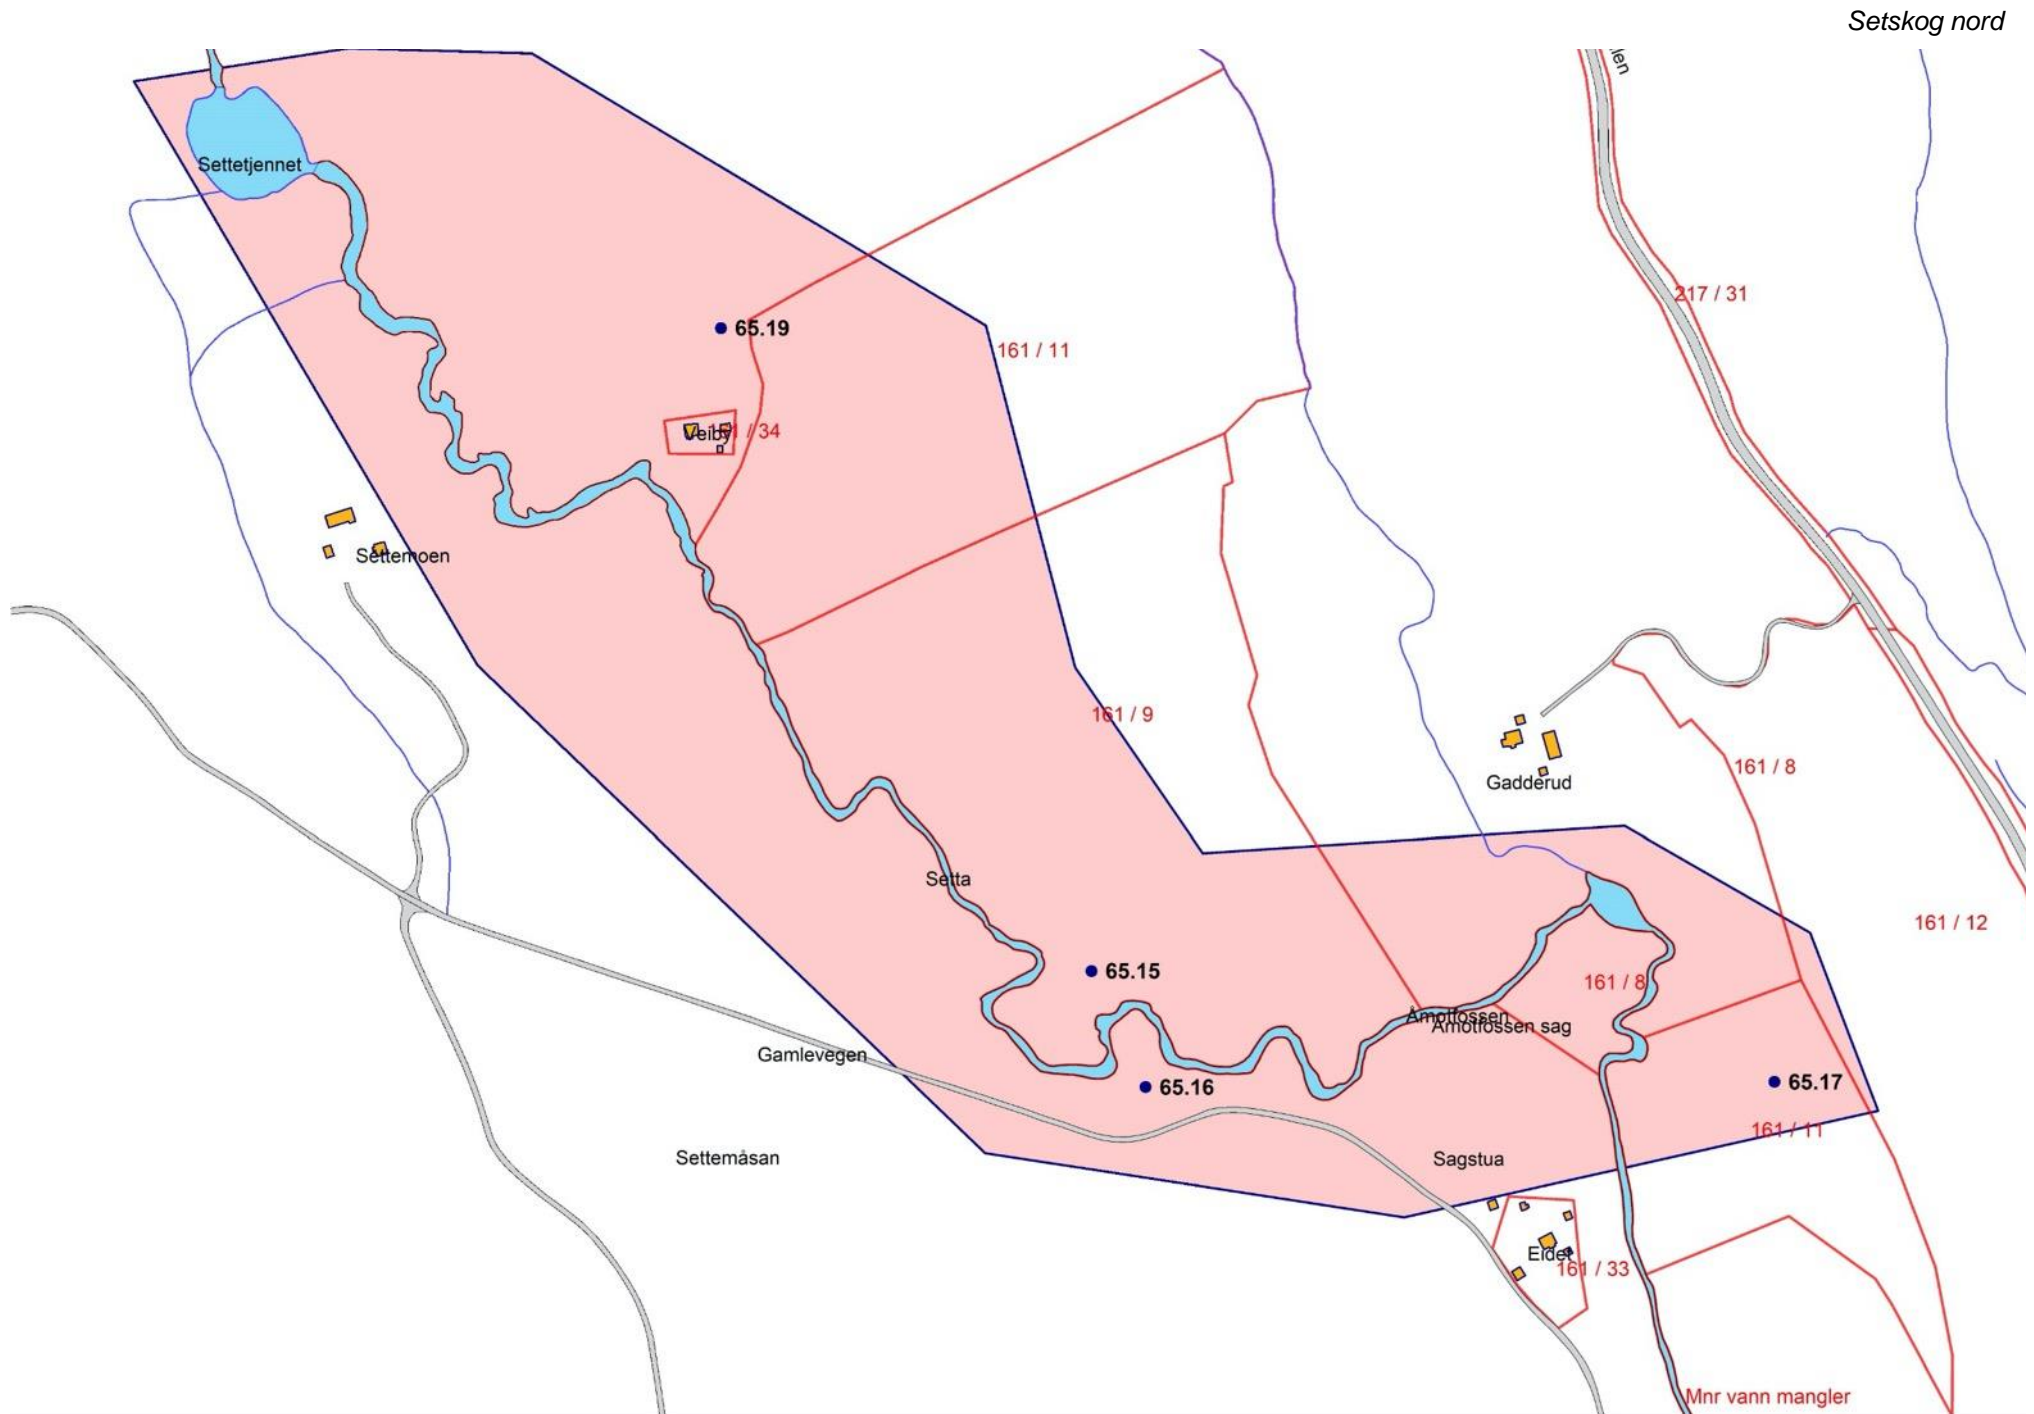 Setskog nord
len
Settetjennet
217 / 31
65.19
161 / 11
Veiby
/ 34
Settemoen
161 / 9
161 / 8
Gadderud
Setta
161 / 12
65.15
161 / 8
Åmotfossen
Åmotfossen sag
Gamlevegen
65.16
65.17
161 / 11
Settemåsan
Sagstua
Eidet
161 / 33
Mnr vann mangler